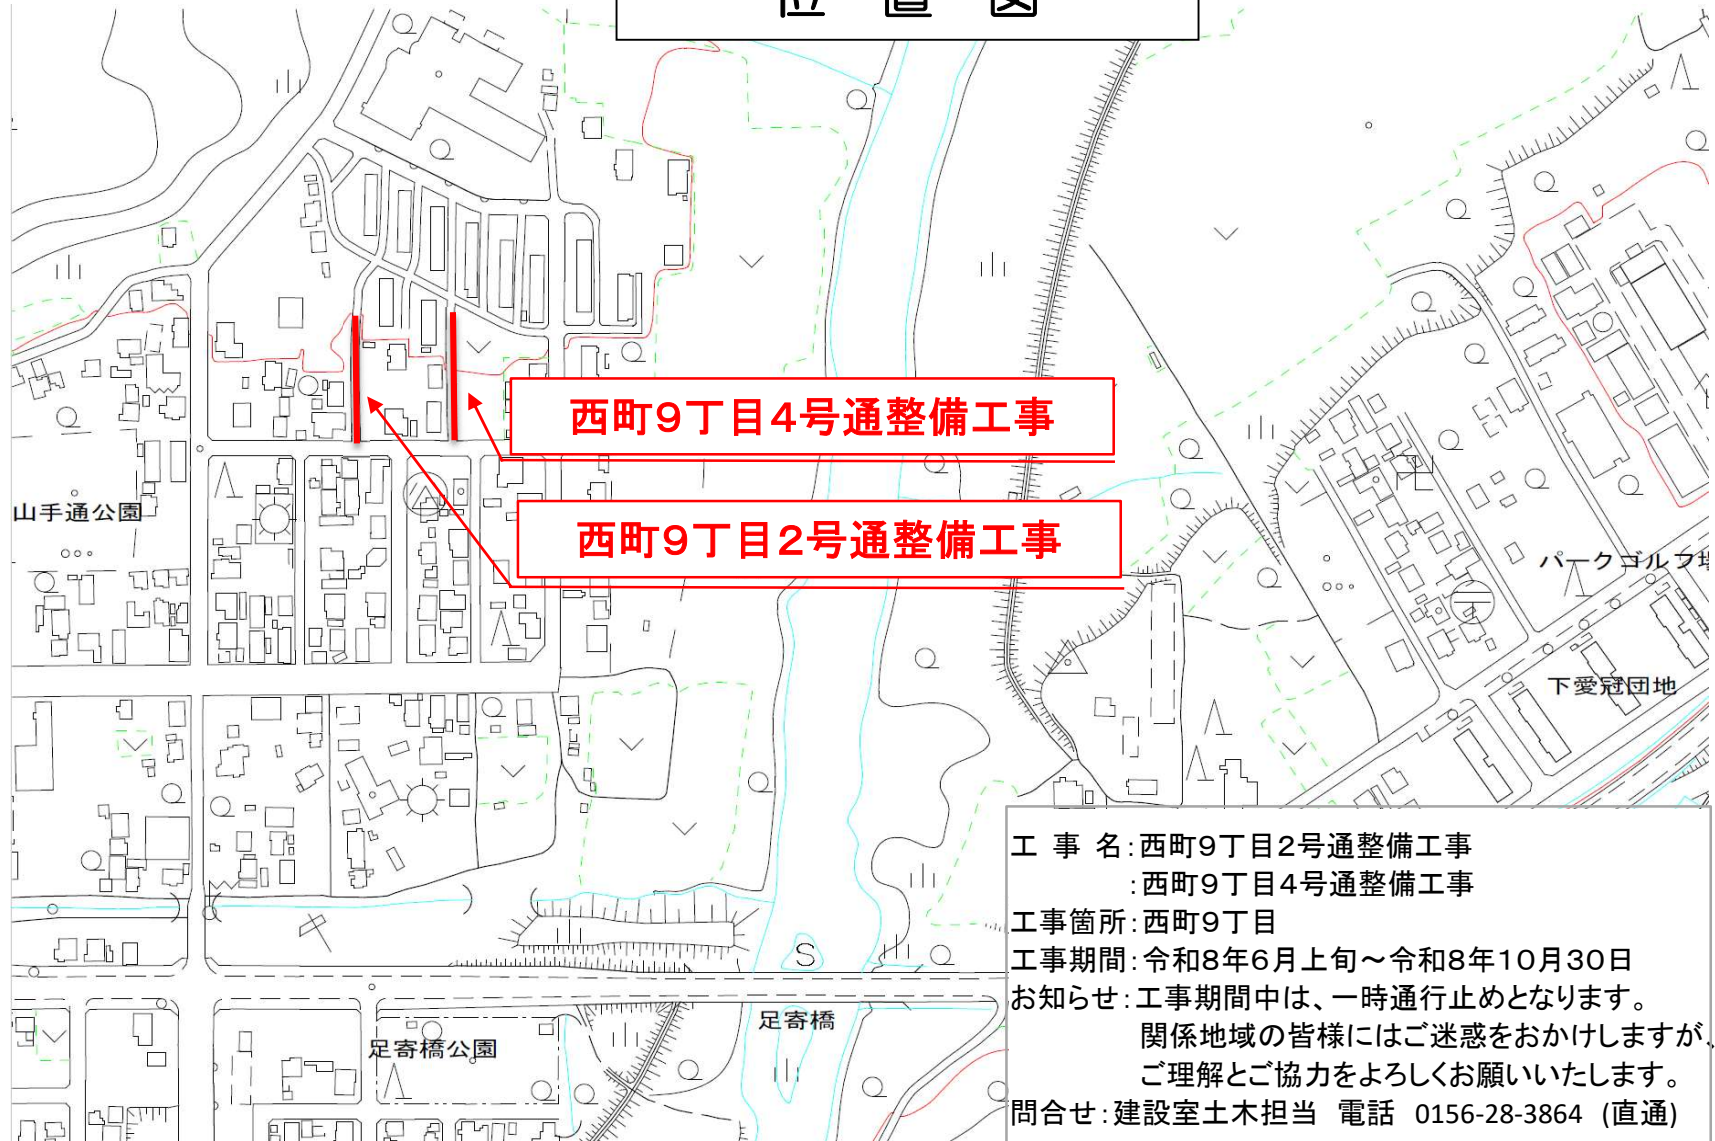 位置図
西町9丁目4号通整備工事
西町9丁目2号通整備工事
山手通公園
パークゴルフ場
下愛冠団地
S
足寄橋
足寄橋公園
工 事 名:西町9丁目2号通整備工事
:西町9丁目4号通整備工事
工事箇所:西町9丁目
工事期間:令和8年6月上旬～令和8年10月30日
お知らせ:工事期間中は、一時通行止めとなります。
関係地域の皆様にはご迷惑をおかけしますが、
ご理解とご協力をよろしくお願いいたします。
問合せ:建設室土木担当 電話 0156-28-3864 (直通)